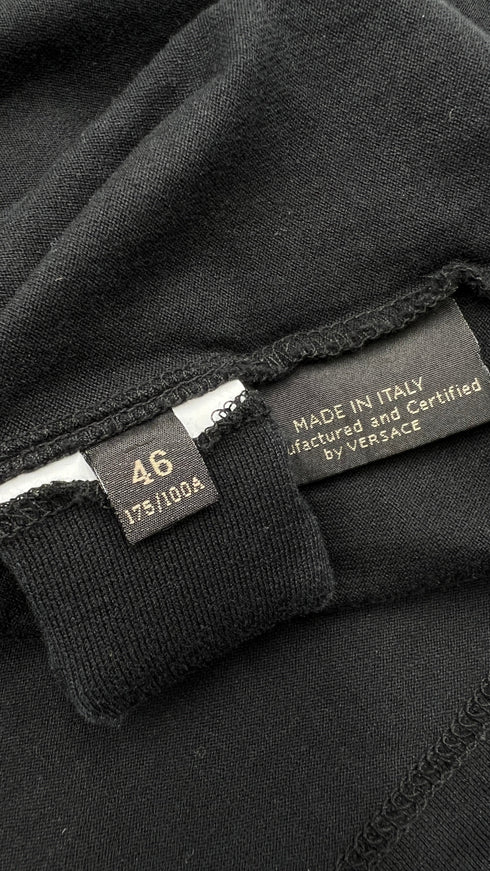 46
175/100A
MADE IN ITALY
ufactured and Certified
by VERSACE